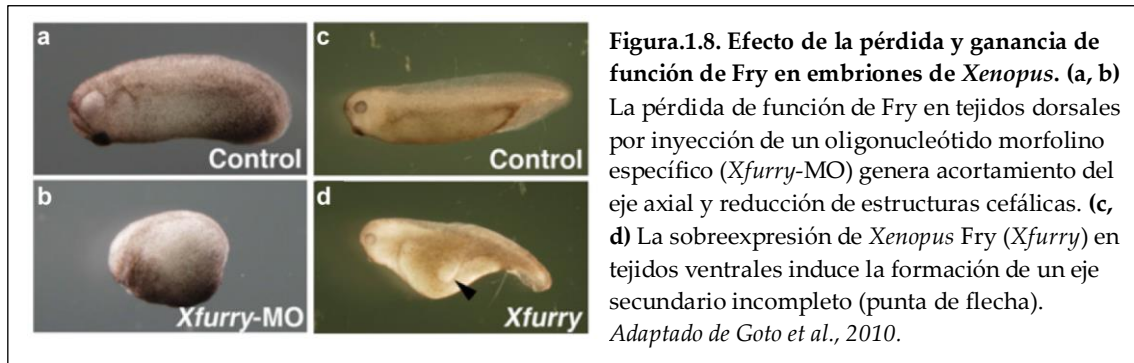 a
Control
c
Control
b
Xfurry-MO
d
Xfurry
Figura.1.8. Efecto de la pérdida y ganancia de
función de Fry en embriones de Xenopus. (a, b)
La pérdida de función de Fry en tejidos dorsales
por inyección de un oligonucleótido morfolino
específico (Xfurry-MO) genera acortamiento del
eje axial y reducción de estructuras cefálicas. (c,
d) La sobreexpresión de Xenopus Fry (Xfurry) en
tejidos ventrales induce la formación de un eje
secundario incompleto (punta de flecha).
Adaptado de Goto et al., 2010.